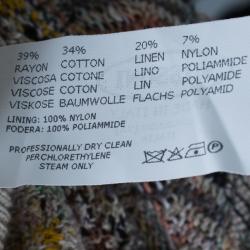 39% 34% 20% 7%
RAYON COTTON LINEN NYLON
VISCOSA COTONE LINO POLIAMMIDE
VISCOSE COTON LIN POLYAMIDE
VISKOSE BAUMWOLLE FLACHS POLYAMID
LINING: 100% NYLON
FODERA: 100% POLIAMMIDE
PROFESSIONALLY DRY CLEAN
PERCHLORETHYLENE
STEAM ONLY